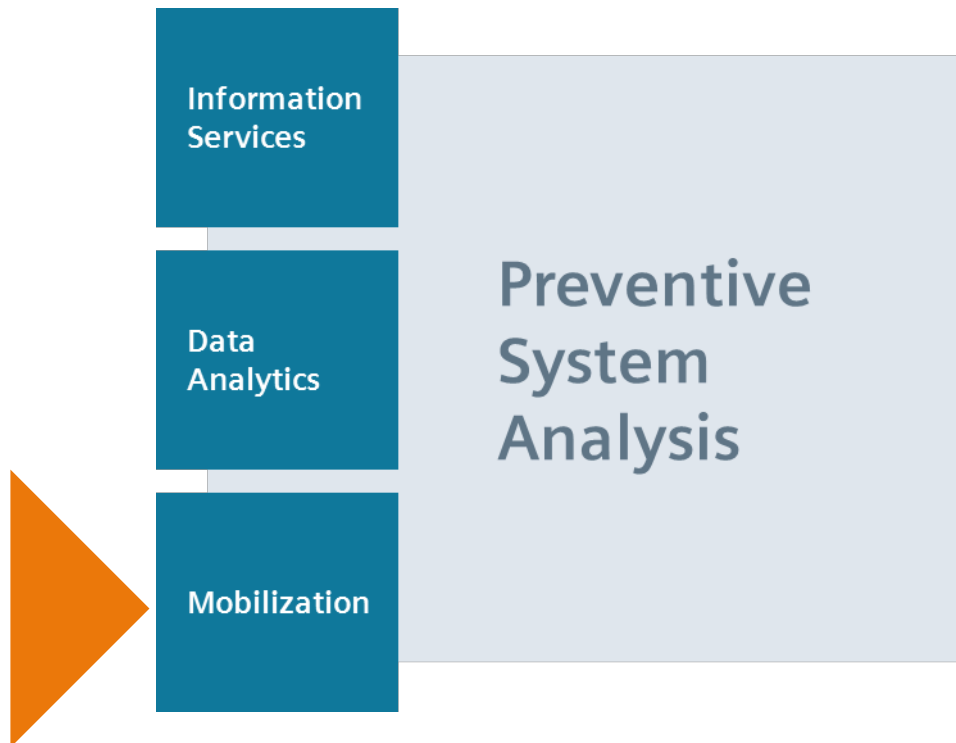 Information
Services
Data
Analytics
Mobilization
Preventive
System
Analysis